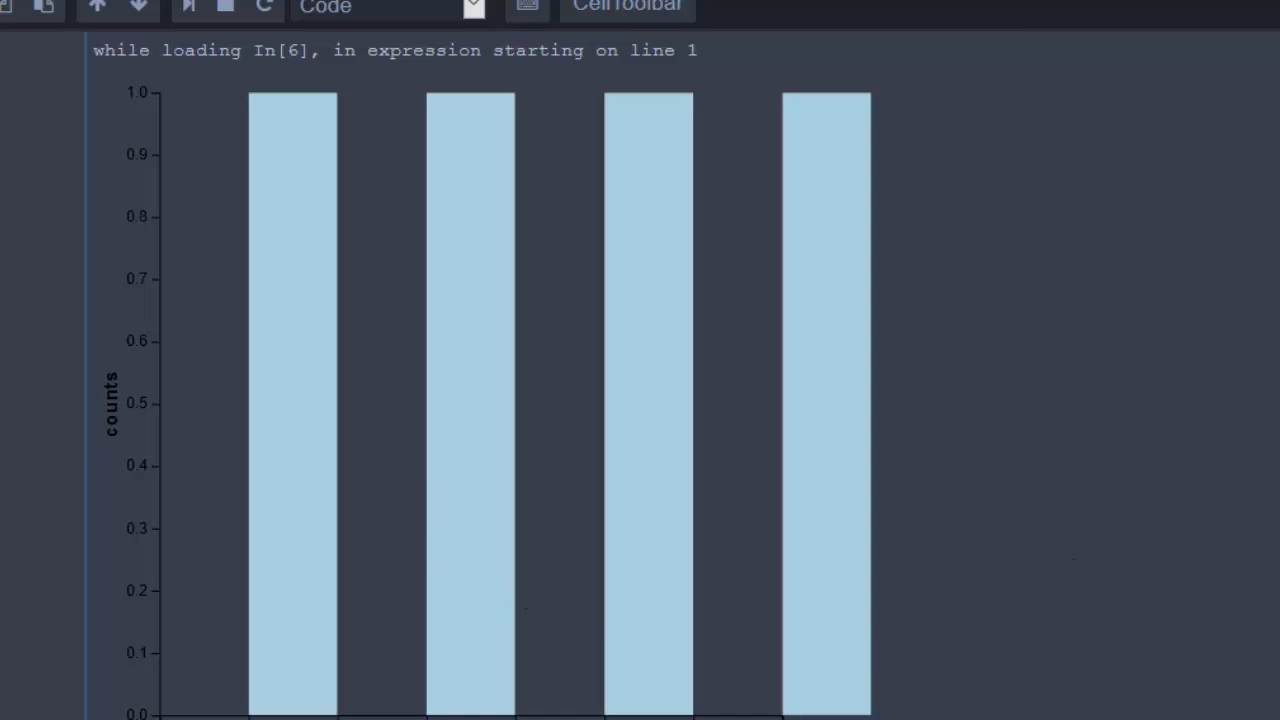 Code
CellToolbar
while loading In[6], in expression starting on line 1
1.0
0.9
0.8
0.7
0.6
counts
0.5
0.4
0.3
0.2
0.1
0.0